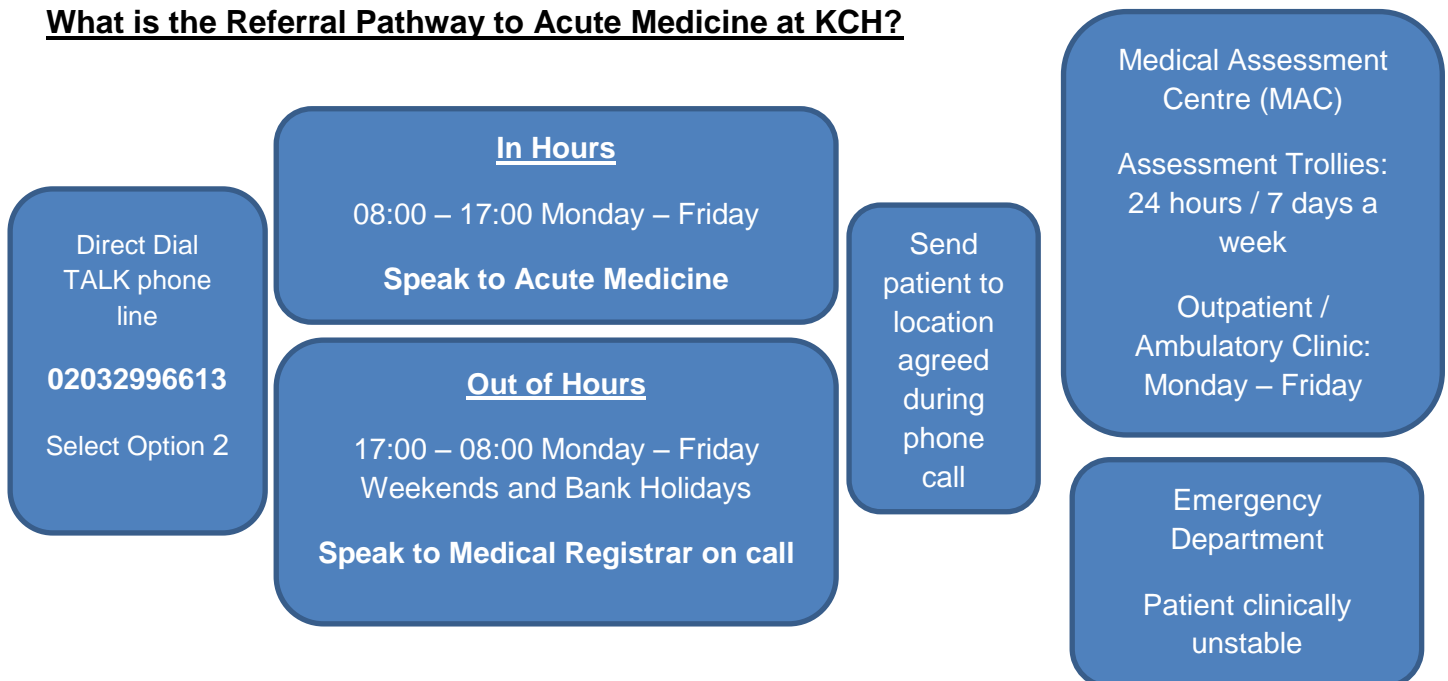 What is the Referral Pathway to Acute Medicine at KCH?
Direct Dial
TALK phone
line
02032996613
Select Option 2
In Hours
08:00 – 17:00 Monday – Friday
Speak to Acute Medicine
Out of Hours
17:00 – 08:00 Monday – Friday
Weekends and Bank Holidays
Speak to Medical Registrar on call
Send
patient to
location
agreed
during
phone
call
Medical Assessment
Centre (MAC)
Assessment Trollies:
24 hours / 7 days a
week
Outpatient /
Ambulatory Clinic:
Monday – Friday
Emergency
Department
Patient clinically
unstable